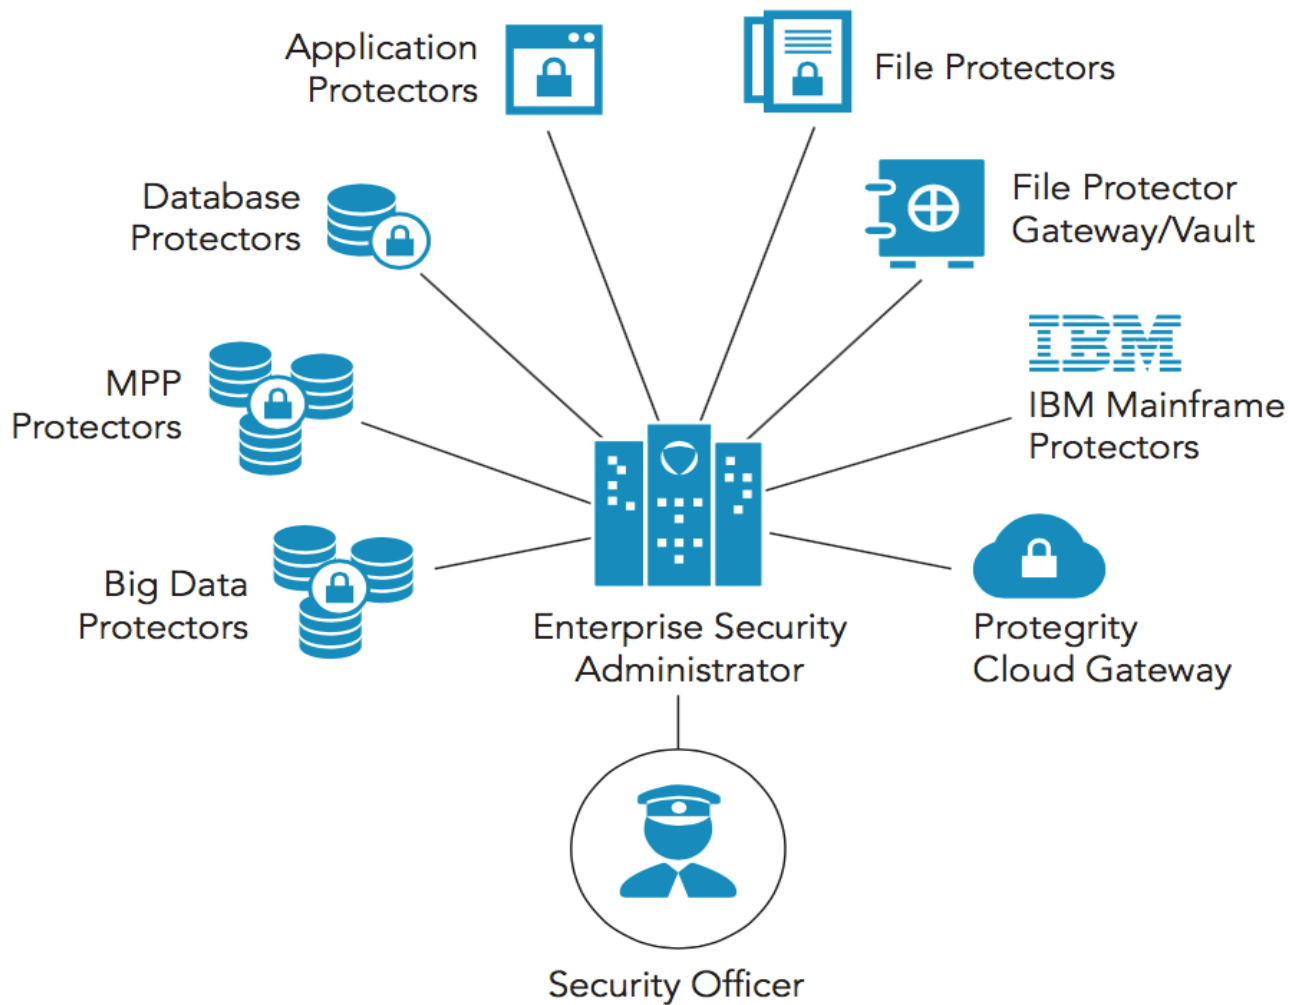 Application
Protectors
File Protectors
Database
Protectors
File Protector
Gateway/Vault
MPP
Protectors
IBM
IBM Mainframe
Protectors
Big Data
Protectors
Enterprise Security
Administrator
Protegrity
Cloud Gateway
Security Officer